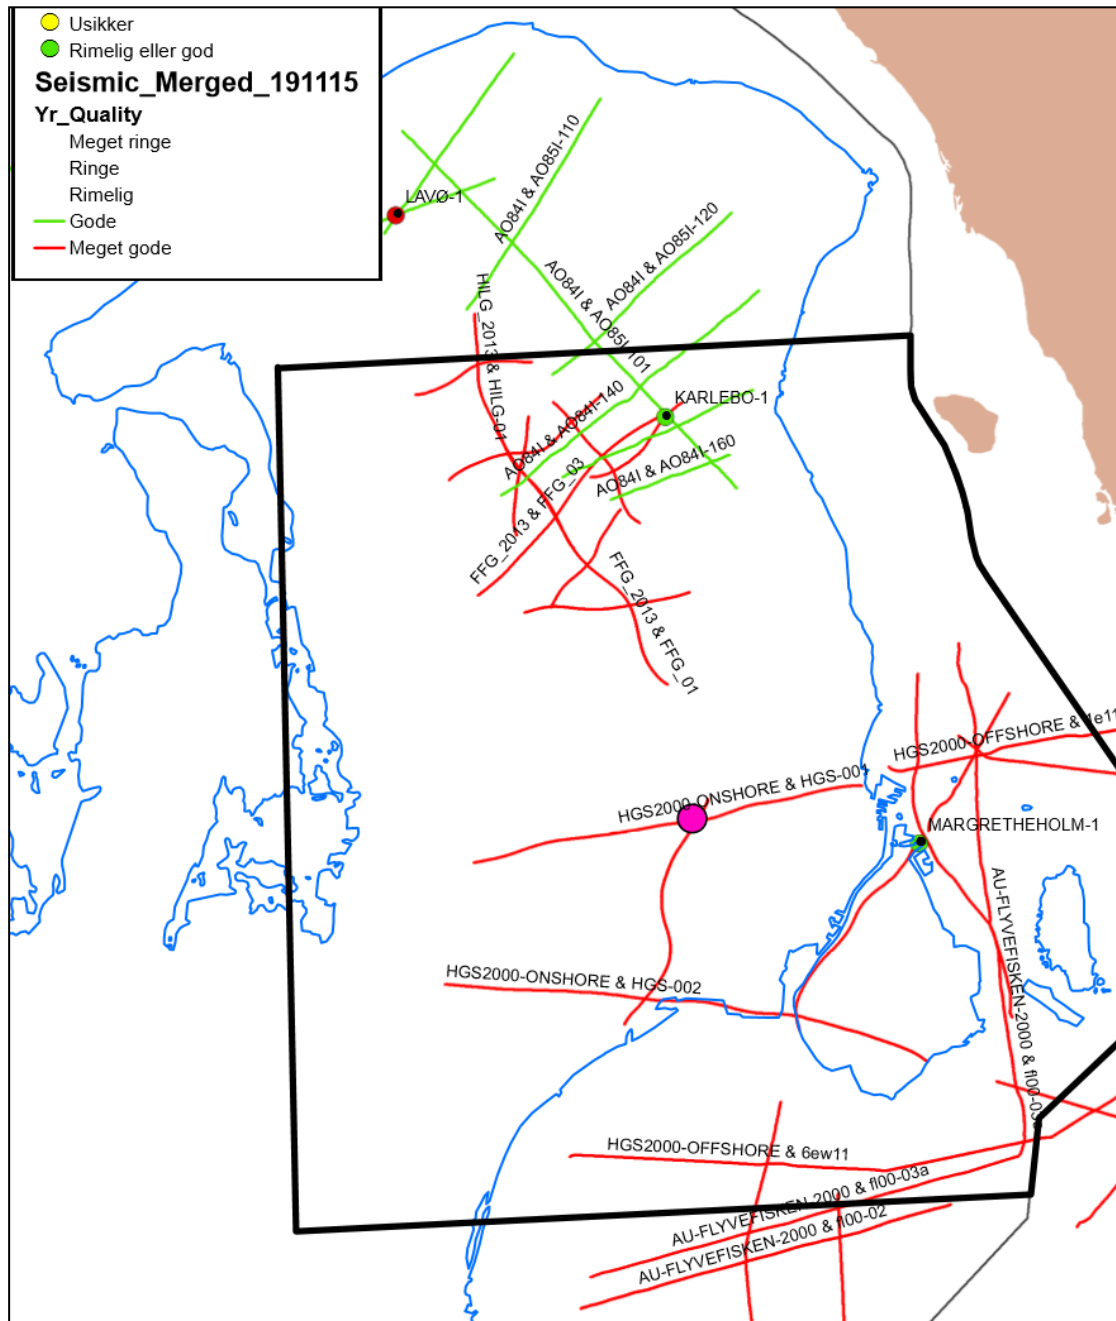 Usikker
Rimelig eller god
Seismic_Merged_191115
Yr_Quality
Meget ringe
Ringe
Rimelig
Gode
Meget gode
LAVØ-1
AO84I & AO85I-110
AO84I & AO85I-120
AO84I & AO85I-101
HILG_2013 & HILG-01
KARLEBO-1
AO84I & AO84I-140
AO84I & AO84I-160
FFG_2013 & FFG_03
FFG_2013 & FFG_01
HGS2000-OFFSHORE & 1e11
HGS2000-ONSHORE & HGS-001
MARGRETHEHOLM-1
AU-FLYVEFISKEN-2000 & fl00-03a
HGS2000-ONSHORE & HGS-002
HGS2000-OFFSHORE & 6ew11
AU-FLYVEFISKEN-2000 & fl00-03a
AU-FLYVEFISKEN-2000 & fl00-02